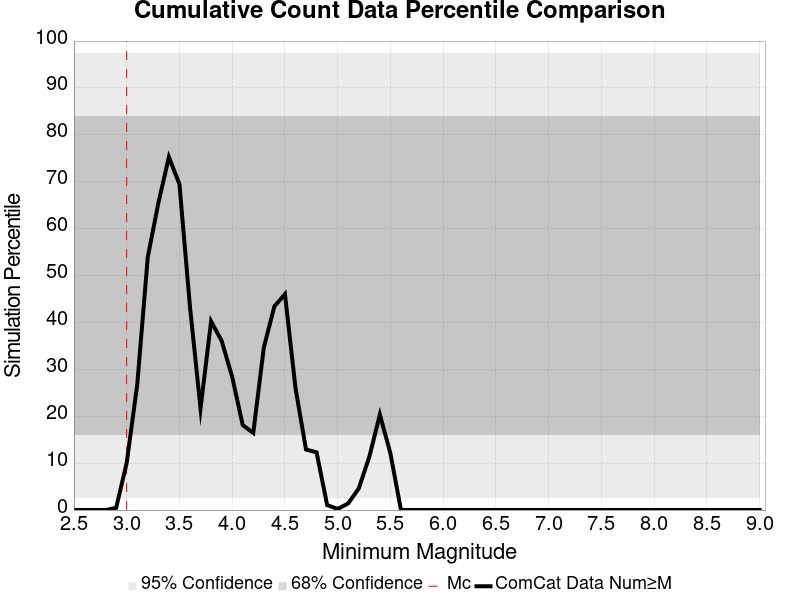 Cumulative Count Data Percentile Comparison
Simulation Percentile
100
90
80
70
60
50
40
30
20
10
0
2.5 3.0 3.5 4.0 4.5 5.0 5.5 6.0 6.5 7.0 7.5 8.0 8.5 9.0
Minimum Magnitude
95% Confidence 68% Confidence Mc ComCat Data Num≥M